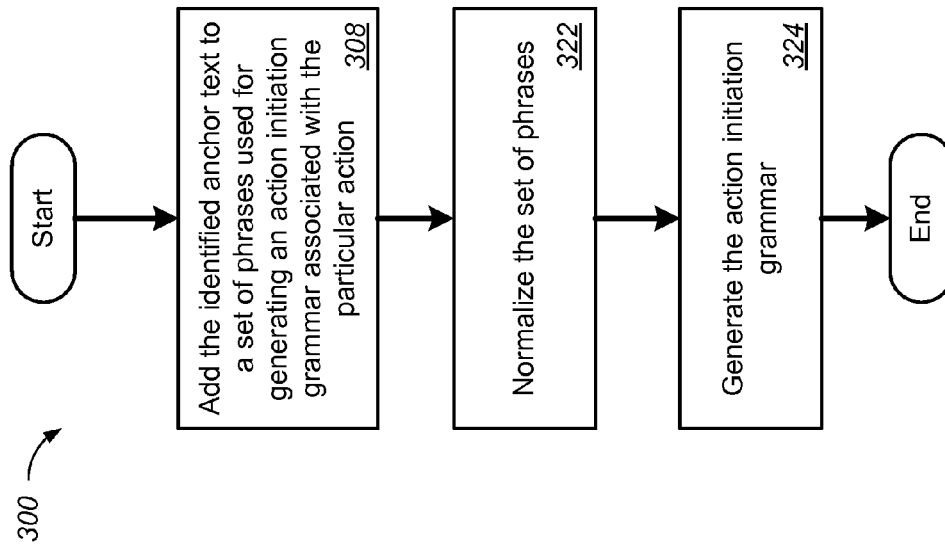 300
Start
Add the identified anchor text to
a set of phrases used for
generating an action initiation
grammar associated with the
particular action
308
Normalize the set of phrases
322
Generate the action initiation
grammar
324
End